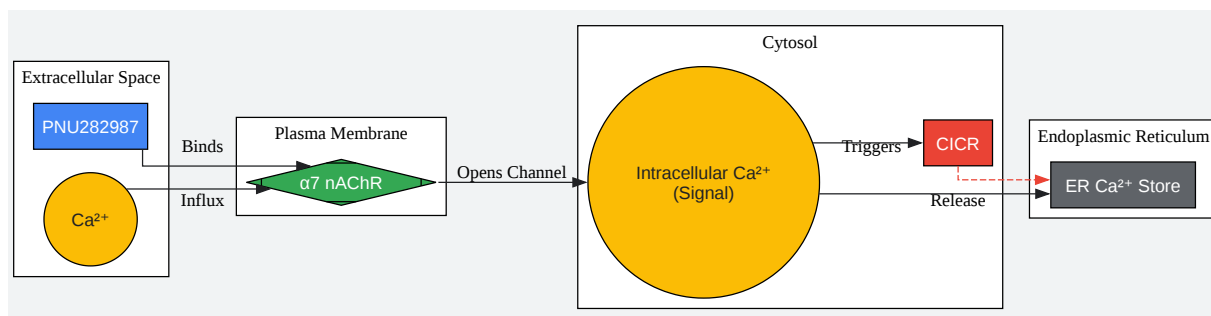 Extracellular Space
PNU282987
Ca²⁺
Binds
Influx
Plasma Membrane
α7 nAChR
Opens Channel
Cytosol
Intracellular Ca²⁺
(Signal)
Triggers
CICR
Release
Endoplasmic Reticulum
ER Ca²⁺ Store